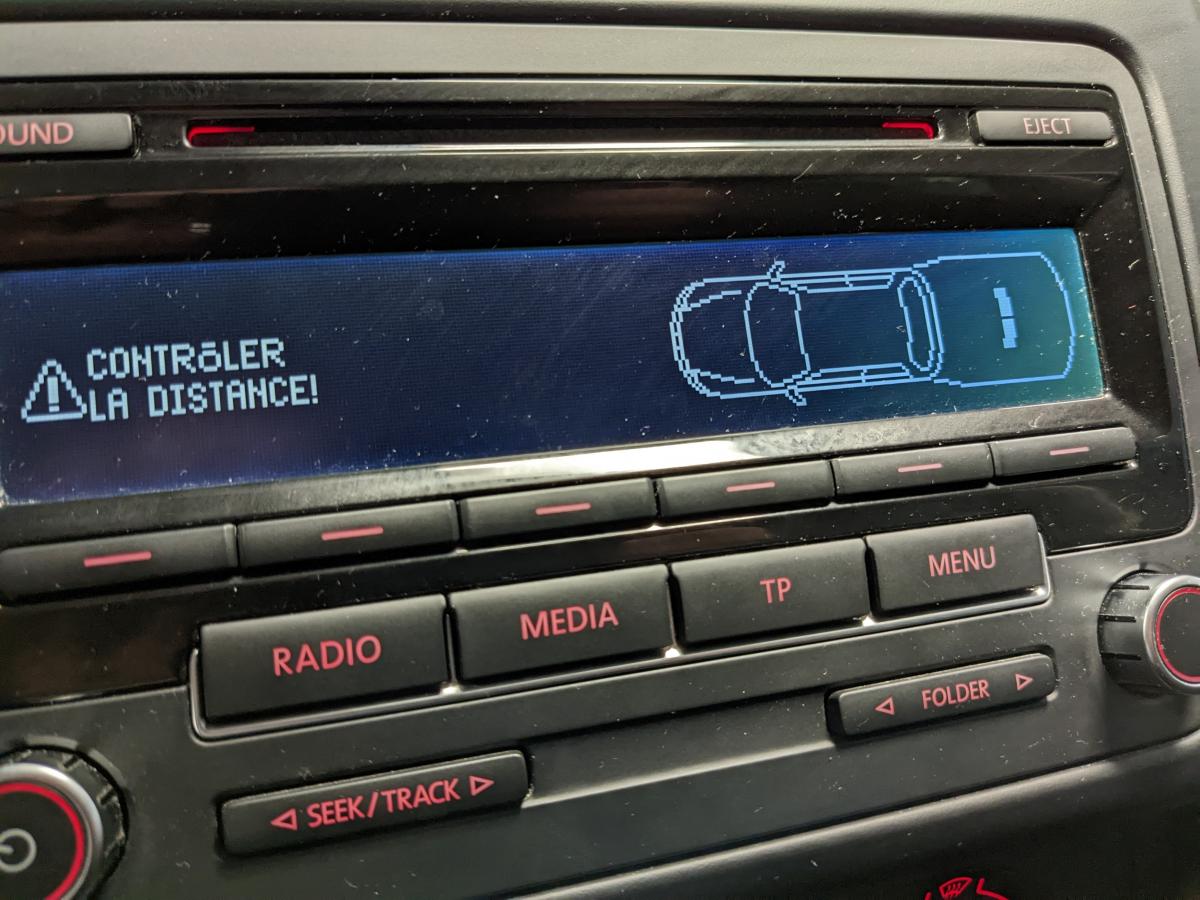 OUND
EJECT
CONTRÔLER
LA DISTANCE!
RADIO
MEDIA
TP
MENU
FOLDER
SEEK/TRACK